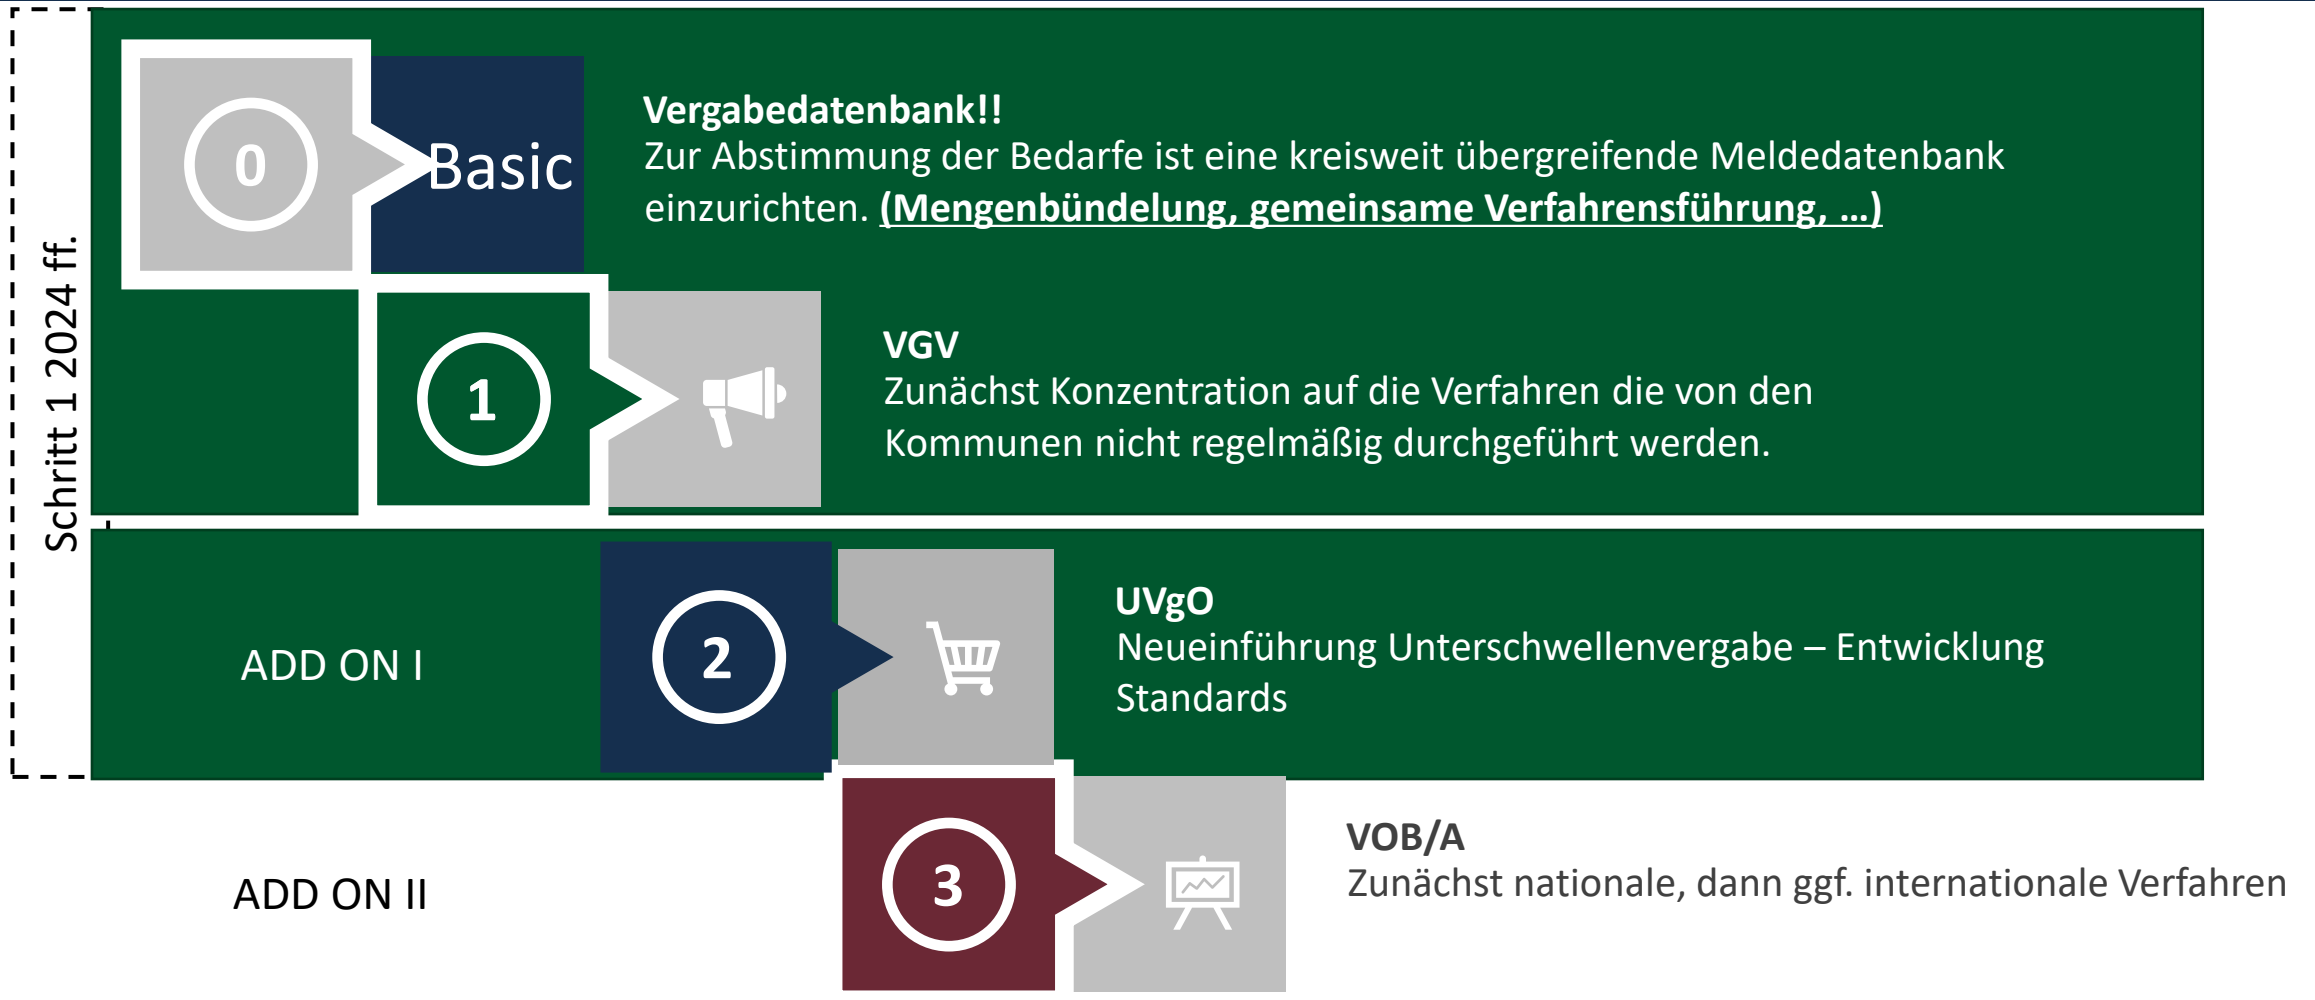 Schritt 1 2024 ff.
0
Basic
Vergabedatenbank!!
Zur Abstimmung der Bedarfe ist eine kreisweit übergreifende Meldedatenbank
einzurichten. (Mengenbündelung, gemeinsame Verfahrensführung, …)
1
VGV
Zunächst Konzentration auf die Verfahren die von den
Kommunen nicht regelmäßig durchgeführt werden.
ADD ON I
2
UVgO
Neueinführung Unterschwellenvergabe – Entwicklung
Standards
ADD ON II
3
VOB/A
Zunächst nationale, dann ggf. internationale Verfahren